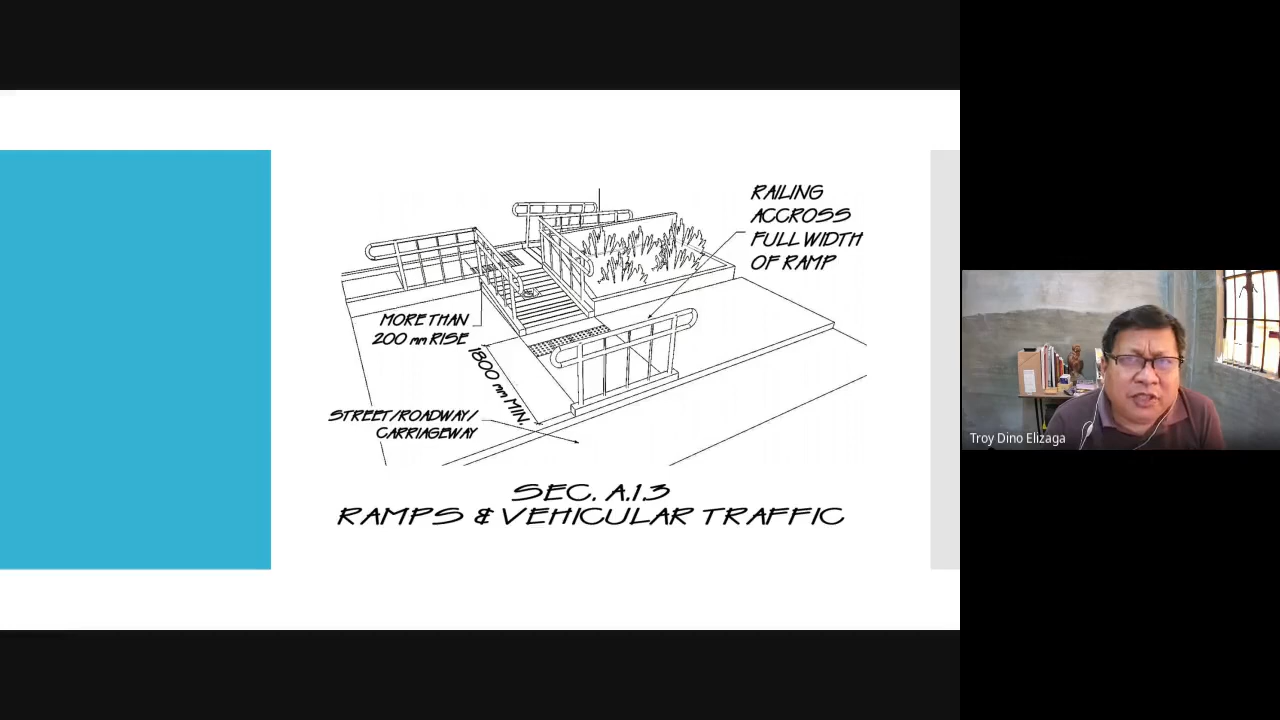 RAILING
ACCROSS
FULL WIDTH
OF RAMP
MORE THAN
200 mm RISE
1800 mm MIN.
STREET/ROADWAY/
CARRIAGEWAY
SEC. A.1.3
RAMPS & VEHICULAR TRAFFIC
Troy Dino Elizaga